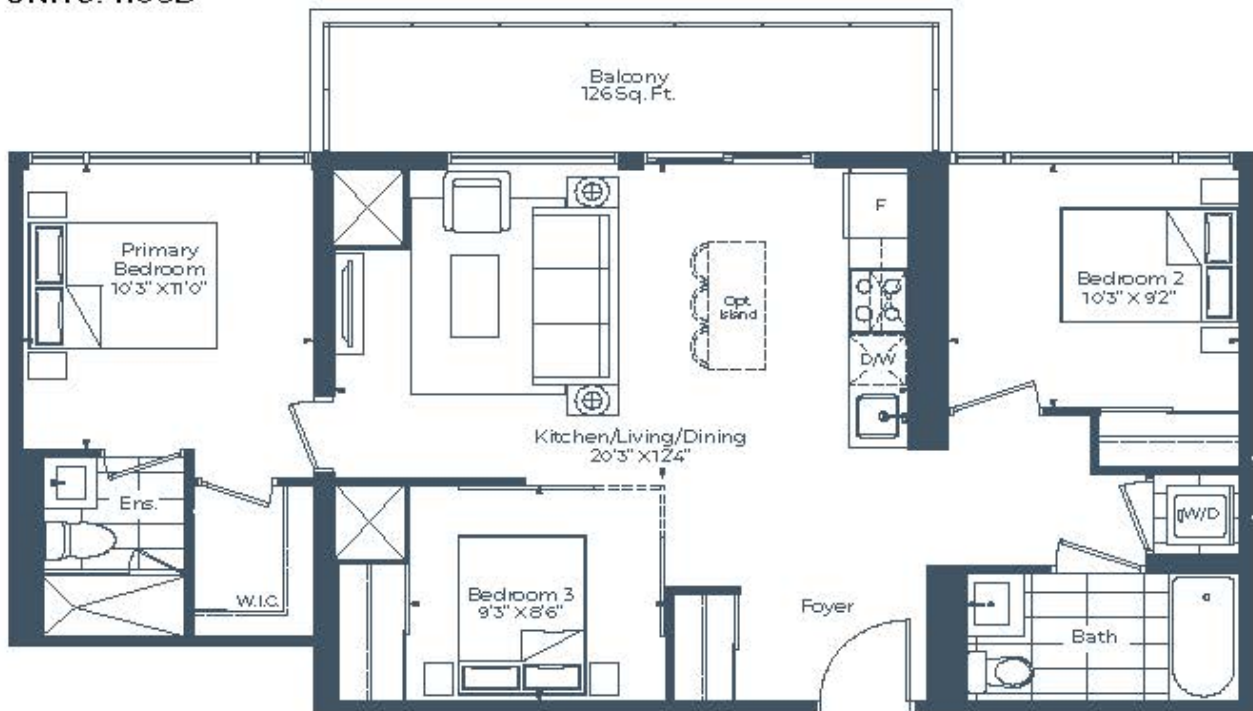 Balcony
126 Sq. Ft.
Primary
Bedroom
10'3" X 11'0"
F
Opt
Island
D/W
Bedroom 2
10'3" X 9'2"
Kitchen/Living/Dining
20'3" X 12'4"
Ens.
W/D
W.I.C.
Bedroom 3
9'3" X 8'6"
Foyer
Bath